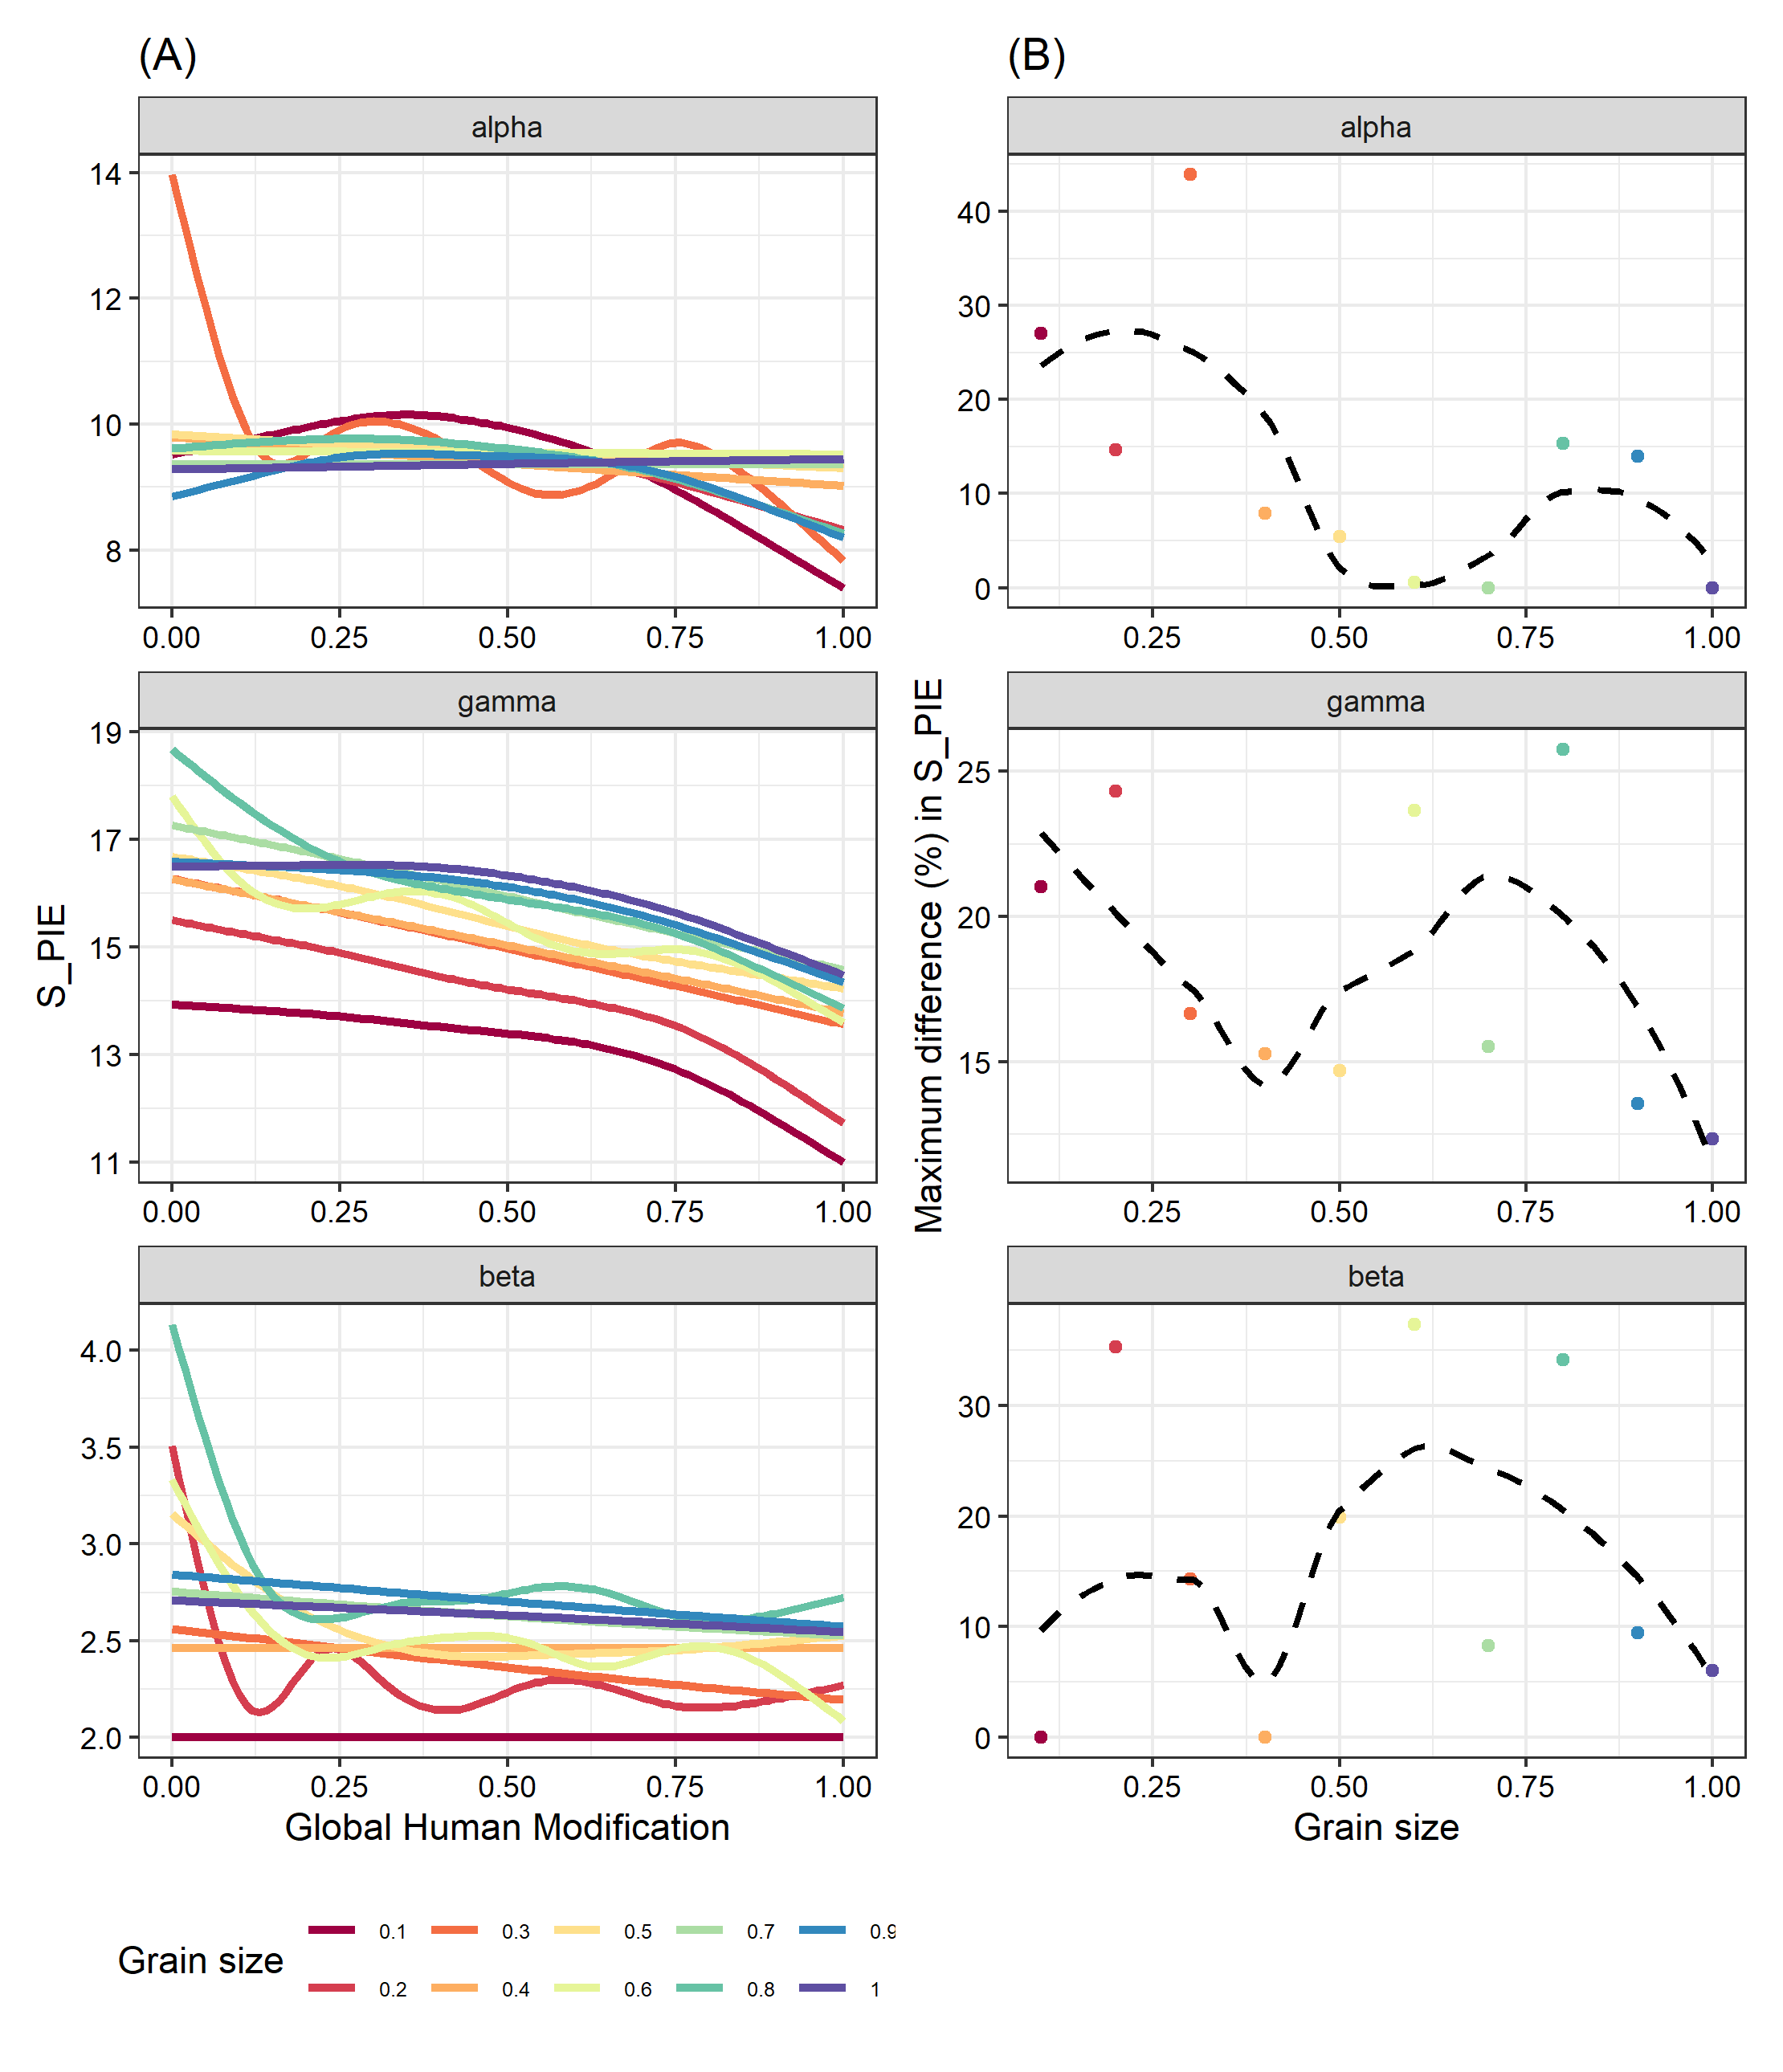 (A)
alpha
14
12
10
8
0.00 0.25 0.50 0.75 1.00
gamma
19
17
15
13
11
0.00 0.25 0.50 0.75 1.00
beta
4.0
3.5
3.0
2.5
2.0
0.00 0.25 0.50 0.75 1.00
S_PIE
Global Human Modification
(B)
alpha
40
30
20
10
0
0.25 0.50 0.75 1.00
gamma
25
20
15
0.25 0.50 0.75 1.00
beta
30
20
10
0
0.25 0.50 0.75 1.00
Maximum difference (%) in S_PIE
Grain size
Grain size
0.1 0.3 0.5 0.7 0.9
0.2 0.4 0.6 0.8 1